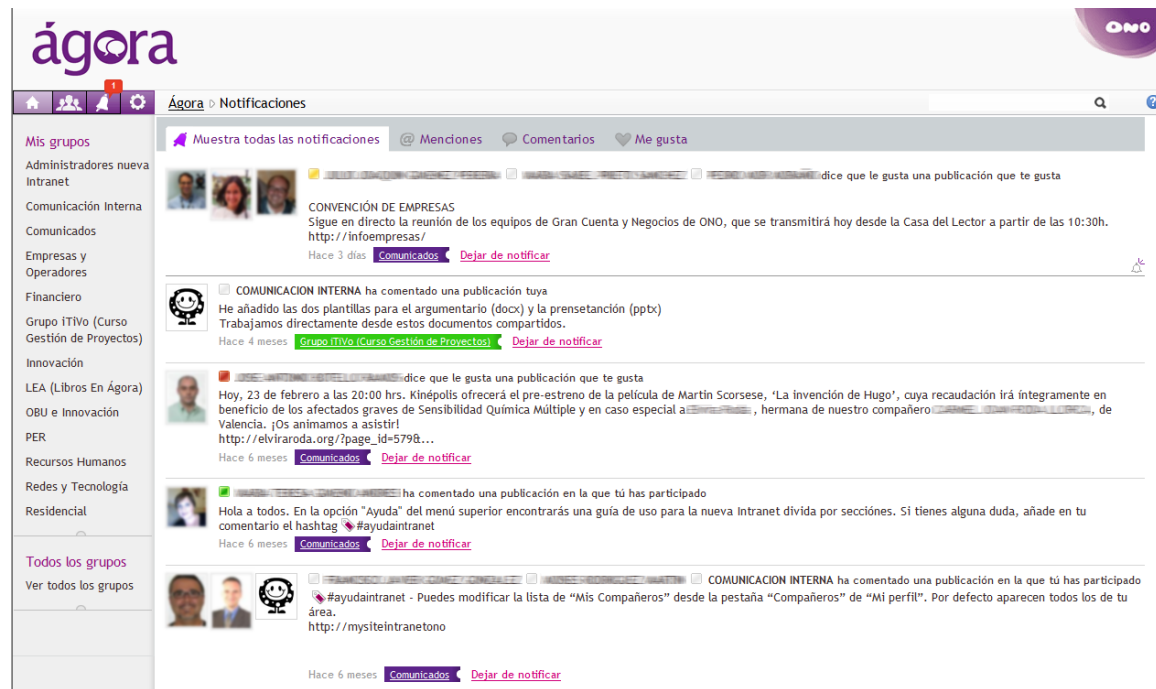 ágora
ONO
1
Ágora Notificaciones
?
Mis grupos
Administradores nueva
Intranet
Comunicación Interna
Comunicados
Empresas y
Operadores
Financiero
Grupo iTiVo (Curso
Gestión de Proyectos)
Innovación
LEA (Libros En Ágora)
OBU e Innovación
PER
Recursos Humanos
Redes y Tecnología
Residencial
Todos los grupos
Ver todos los grupos
Muestra todas las notificaciones @ Menciones Comentarios Me gusta
dice que le gusta una publicación que te gusta
CONVENCIÓN DE EMPRESAS
Sigue en directo la reunión de los equipos de Gran Cuenta y Negocios de ONO, que se transmitirá hoy desde la Casa del Lector a partir de las 10:30h.
http://infoempresas/
Hace 3 días Comunicados Dejar de notificar
COMUNICACION INTERNA ha comentado una publicación tuya
He añadido las dos plantillas para el argumentario (docx) y la prensetanción (pptx)
Trabajamos directamente desde estos documentos compartidos.
Hace 4 meses Grupo iTiVo (Curso Gestión de Proyectos) Dejar de notificar
dice que le gusta una publicación que te gusta
Hoy, 23 de febrero a las 20:00 hrs. Kinépolis ofrecerá el pre-estreno de la película de Martin Scorsese, ‘La invención de Hugo’, cuya recaudación irá íntegramente en
beneficio de los afectados graves de Sensibilidad Química Múltiple y en caso especial a , hermana de nuestro compañero , de
Valencia. ¡Os animamos a asistir!
http://elviraroda.org/?page_id=579&...
Hace 6 meses Comunicados Dejar de notificar
ha comentado una publicación en la que tú has participado
Hola a todos. En la opción "Ayuda" del menú superior encontrarás una guía de uso para la nueva Intranet divida por secciónes. Si tienes alguna duda, añade en tu
comentario el hashtag #ayudaintranet
Hace 6 meses Comunicados Dejar de notificar
COMUNICACION INTERNA ha comentado una publicación en la que tú has participado
#ayudaintranet - Puedes modificar la lista de “Mis Compañeros” desde la pestaña “Compañeros” de “Mi perfil”. Por defecto aparecen todos los de tu
área.
http://mysiteintranetono
Hace 6 meses Comunicados Dejar de notificar